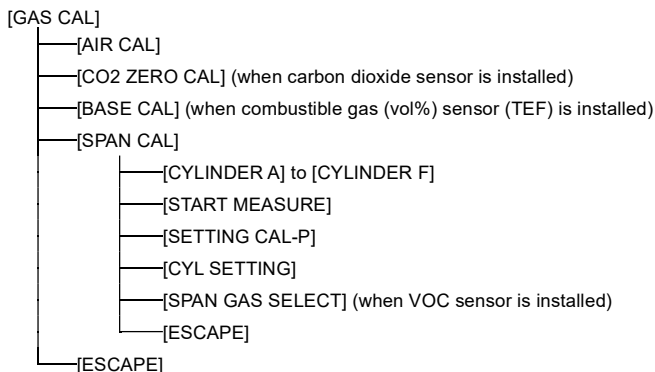 [GAS CAL]
[AIR CAL]
[CO2 ZERO CAL] (when carbon dioxide sensor is installed)
[BASE CAL] (when combustible gas (vol%) sensor (TEF) is installed)
[SPAN CAL]
[CYLINDER A] to [CYLINDER F]
[START MEASURE]
[SETTING CAL-P]
[CYL SETTING]
[SPAN GAS SELECT] (when VOC sensor is installed)
[ESCAPE]
[ESCAPE]